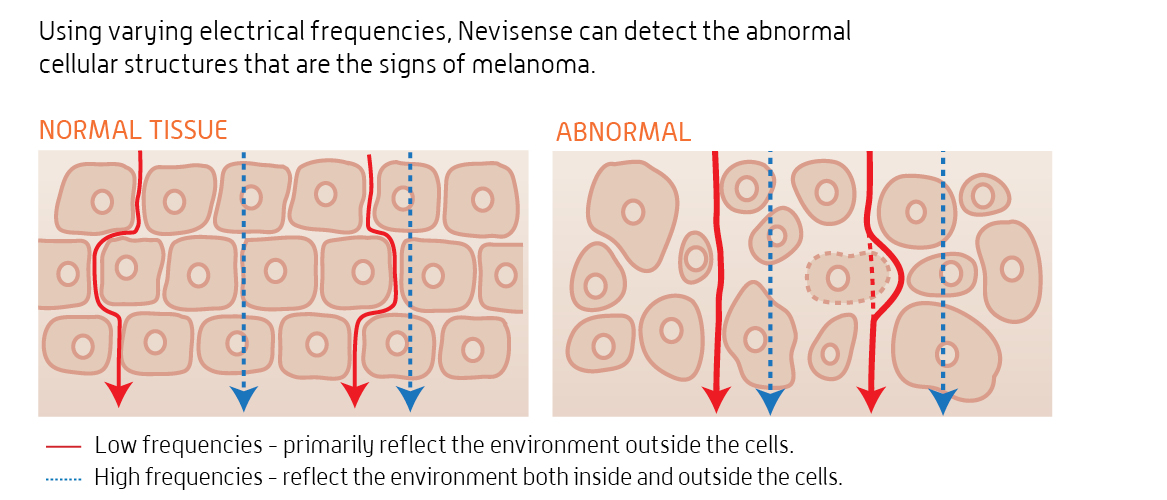 Using varying electrical frequencies, Nevisense can detect the abnormal
cellular structures that are the signs of melanoma.
NORMAL TISSUE
ABNORMAL
Low frequencies - primarily reflect the environment outside the cells.
High frequencies - reflect the environment both inside and outside the cells.